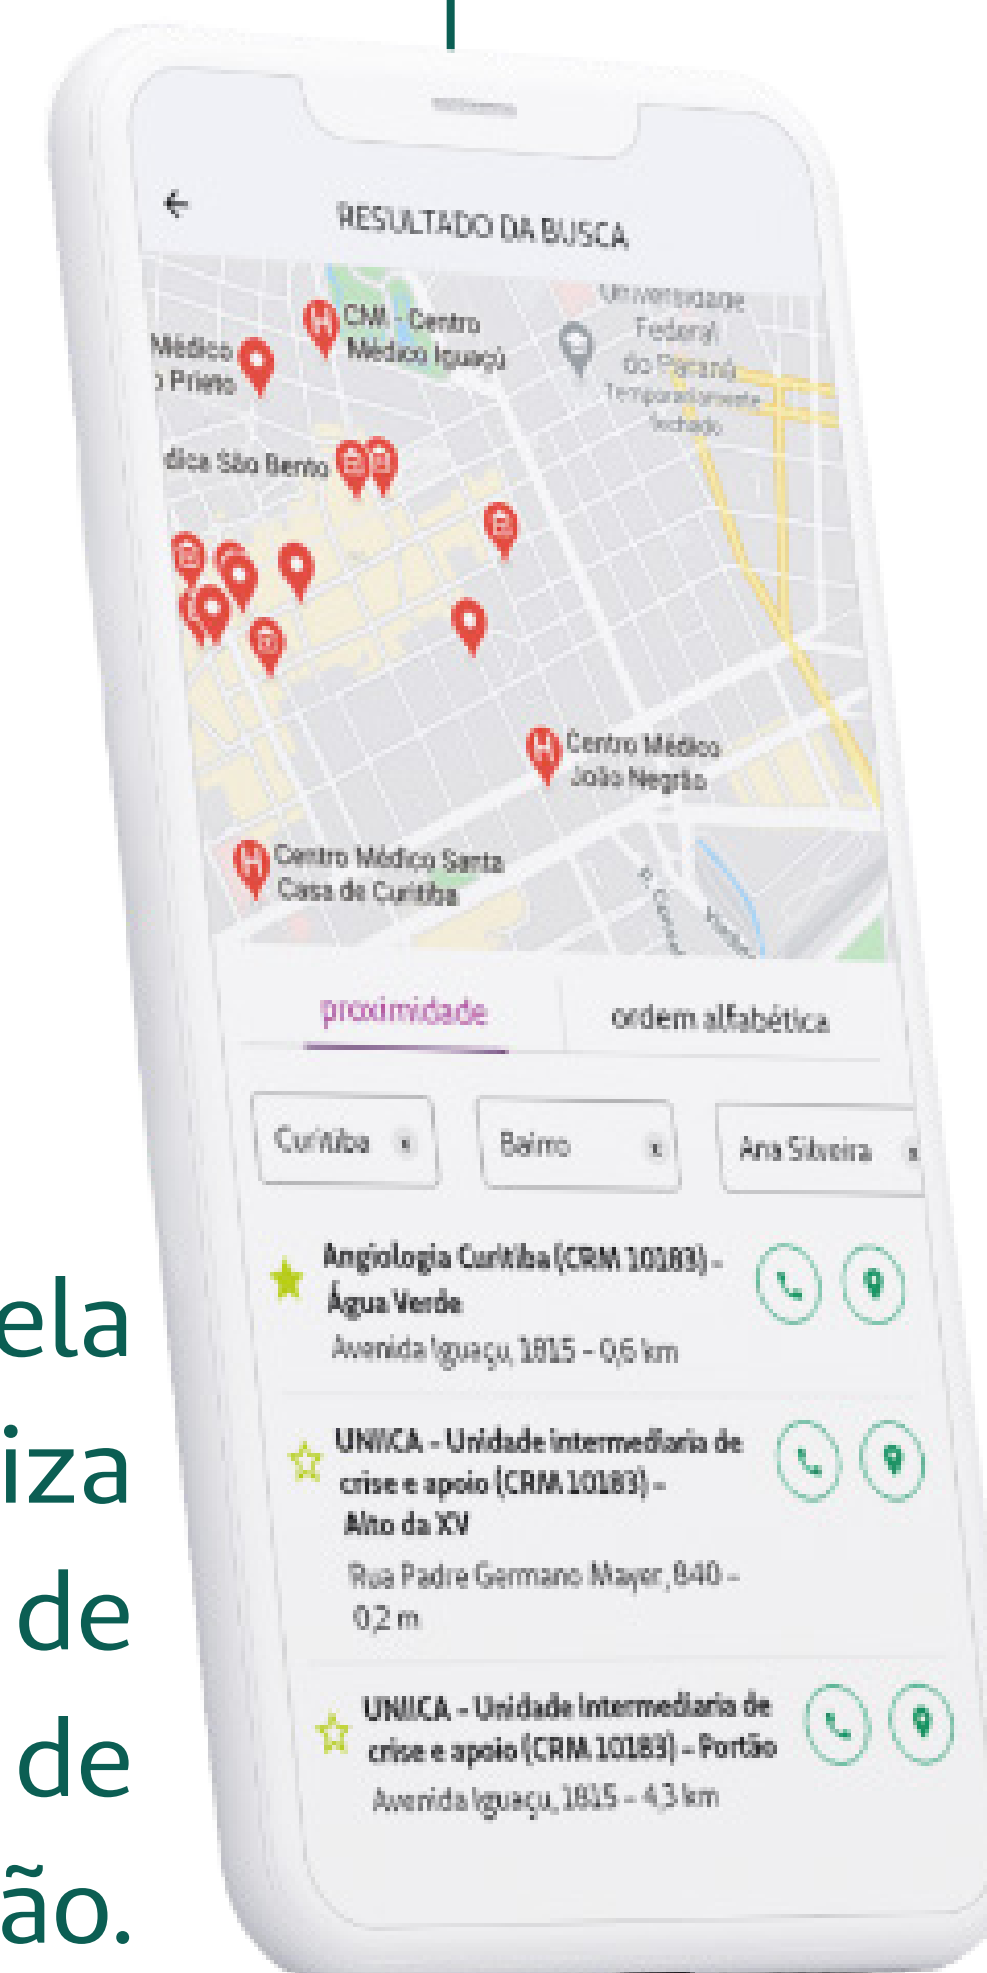 RESULTADO DA BUSCA
CMI - Centro
Médico Iguaçú
Médico
o Prieto
Universidade
Federal
do Paraná
Temporariamente
fechado
dica São Bento
Centro Médico
João Negrão
Centro Médico Santa
Casa de Curitiba
proximidade
ordem alfabética
Curitiba x
Bairro x
Ana Silveira x
Angiologia Curitiba (CRM 10183) –
Água Verde
Avenida Iguaçu, 1815 – 0,6 km
UNIICA – Unidade intermediaria de
crise e apoio (CRM 10183) –
Alto da XV
Rua Padre Germano Mayer, 840 –
0,2 m
UNIICA – Unidade intermediaria de
crise e apoio (CRM 10183) – Portão
Avenida Iguaçu, 1815 – 4,3 km
ela
iza
de
de
ão.